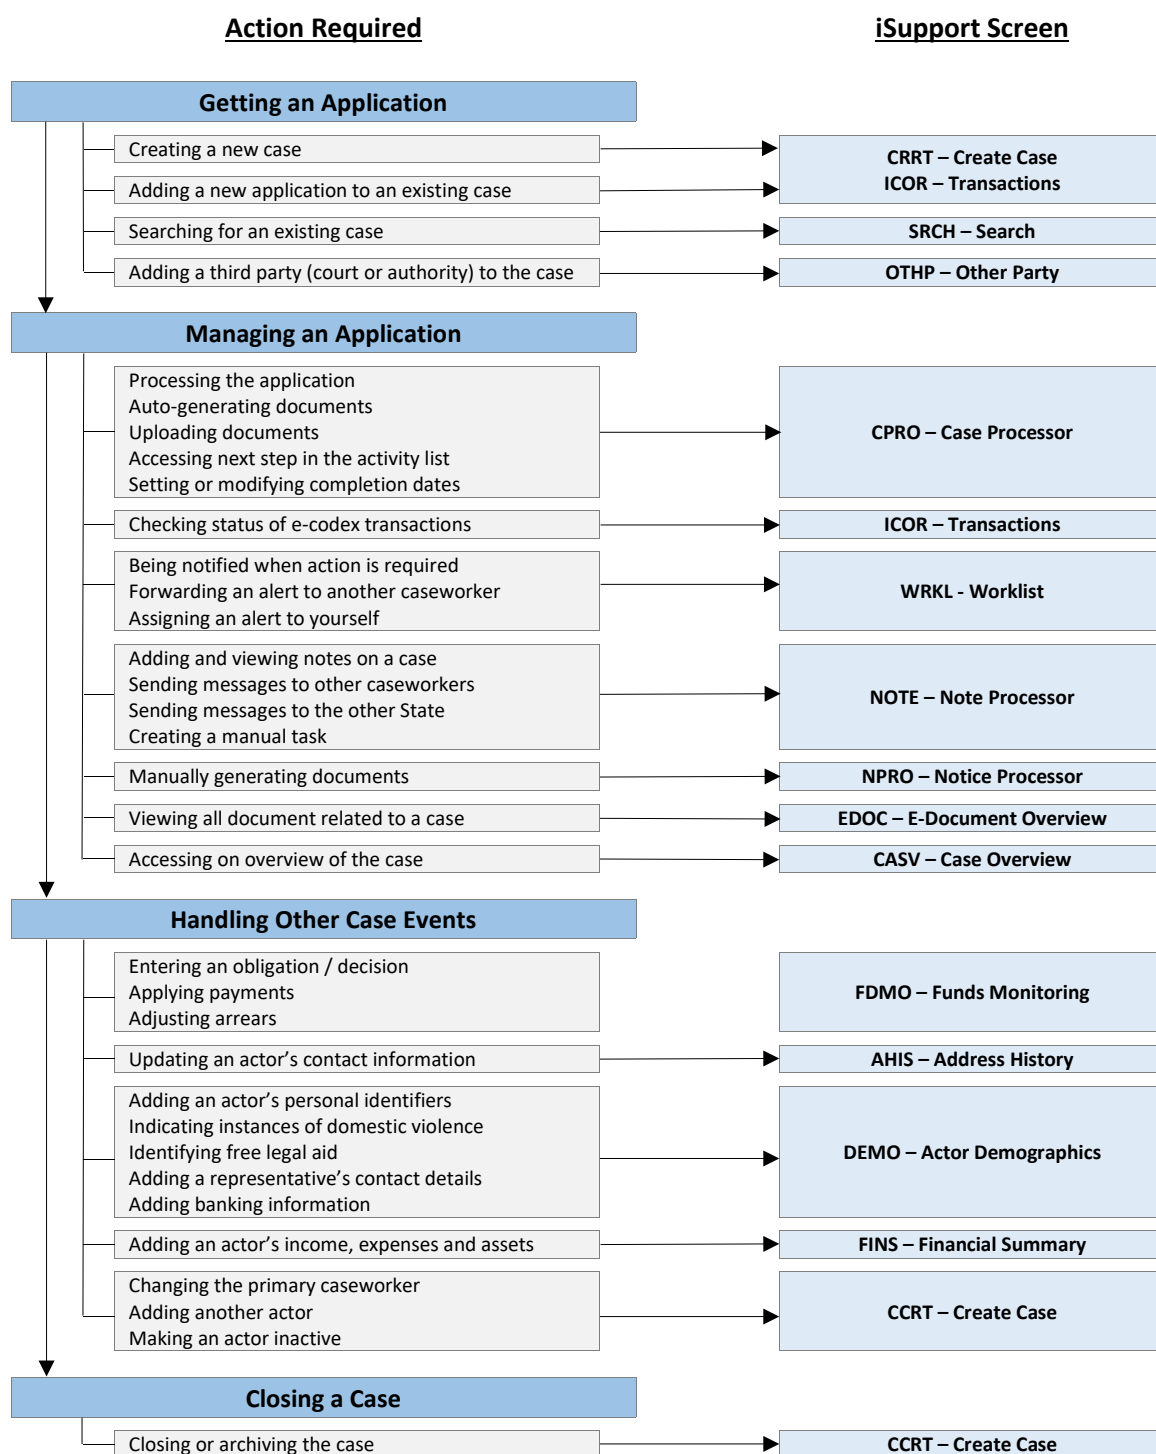 Action Required
iSupport Screen
Getting an Application
Creating a new case
CRRT – Create Case
ICOR – Transactions
Adding a new application to an existing case
Searching for an existing case
SRCH – Search
Adding a third party (court or authority) to the case
OTHP – Other Party
Managing an Application
Processing the application
Auto-generating documents
Uploading documents
Accessing next step in the activity list
Setting or modifying completion dates
CPRO – Case Processor
Checking status of e-codex transactions
ICOR – Transactions
Being notified when action is required
Forwarding an alert to another caseworker
Assigning an alert to yourself
WRKL - Worklist
Adding and viewing notes on a case
Sending messages to other caseworkers
Sending messages to the other State
Creating a manual task
NOTE – Note Processor
Manually generating documents
NPRO – Notice Processor
Viewing all document related to a case
EDOC – E-Document Overview
Accessing on overview of the case
CASV – Case Overview
Handling Other Case Events
Entering an obligation / decision
Applying payments
Adjusting arrears
FDMO – Funds Monitoring
Updating an actor’s contact information
AHIS – Address History
Adding an actor’s personal identifiers
Indicating instances of domestic violence
Identifying free legal aid
Adding a representative’s contact details
Adding banking information
DEMO – Actor Demographics
Adding an actor’s income, expenses and assets
FINS – Financial Summary
Changing the primary caseworker
Adding another actor
Making an actor inactive
CCRT – Create Case
Closing a Case
Closing or archiving the case
CCRT – Create Case